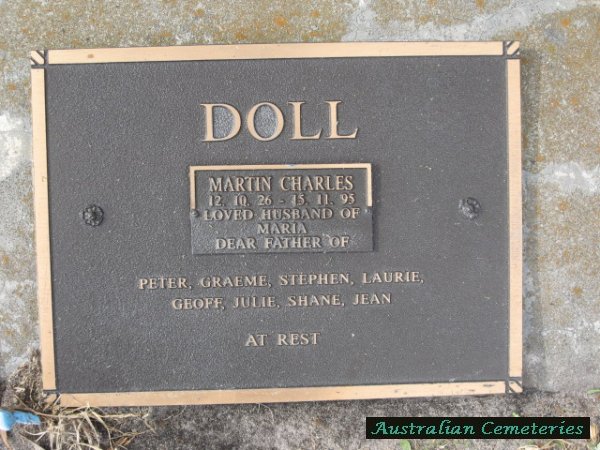 DOLL
MARTIN CHARLES
12. 10. 26 - 15. 11. 95
LOVED HUSBAND OF
MARIA
DEAR FATHER OF
PETER, GRAEME, STEPHEN, LAURIE,
GEOFF, JULIE, SHANE, JEAN
AT REST
Australian Cemeteries